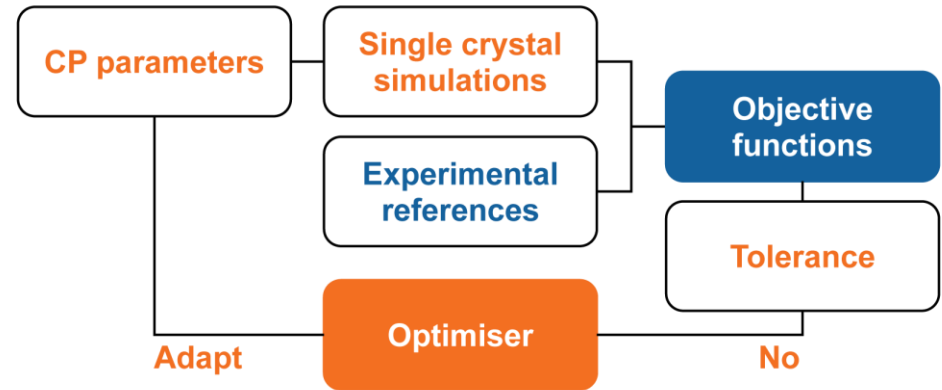 CP parameters
Single crystal
simulations
Objective
functions
Experimental
references
Tolerance
Optimiser
Adapt
No